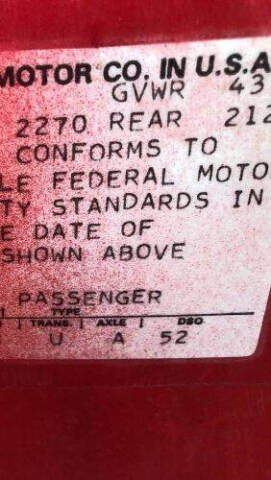 MOTOR CO. IN U.S.A
GVWR 43
2270 REAR 212
CONFORMS TO
LE FEDERAL MOTO
TY STANDARDS IN
E DATE OF
SHOWN ABOVE
PASSENGER
TYPE
TRANS. | AXLE | DSO
U A 52